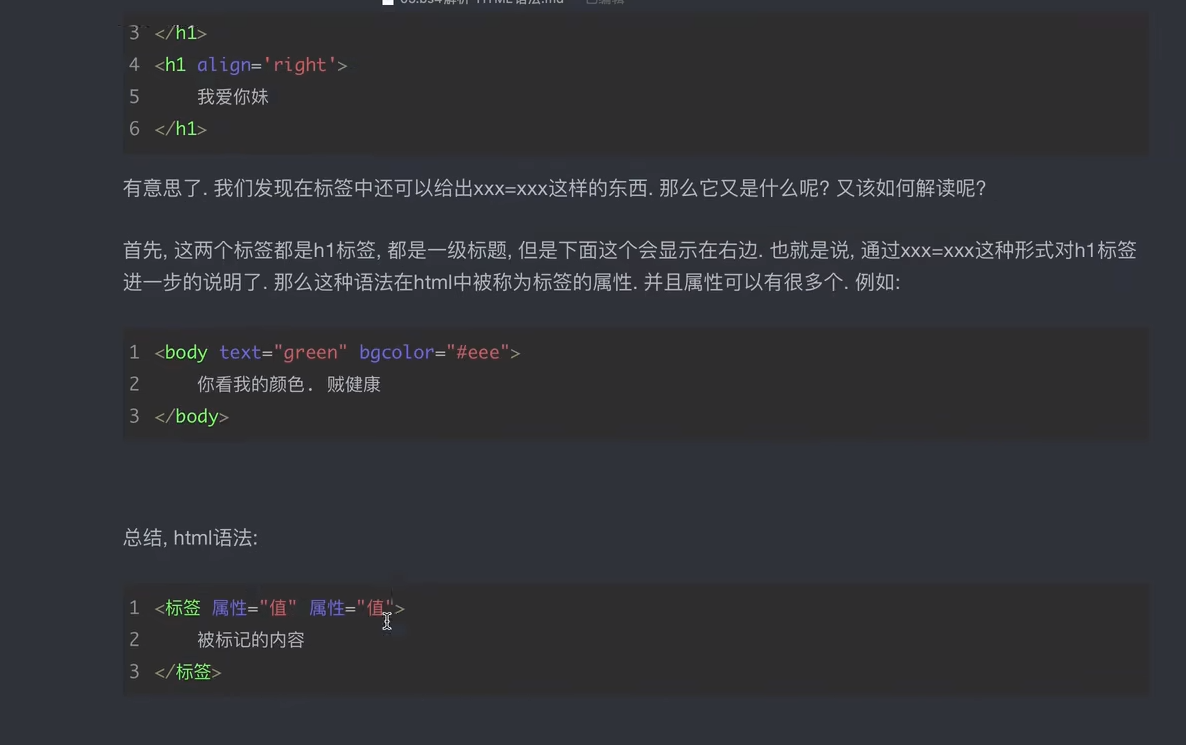 3 </h1>
4 <h1 align='right'>
5 我爱你妹
6 </h1>
有意思了. 我们发现在标签中还可以给出xxx=xxx这样的东西. 那么它又是什么呢? 又该如何解读呢?
首先, 这两个标签都是h1标签, 都是一级标题, 但是下面这个会显示在右边. 也就是说, 通过xxx=xxx这种形式对h1标签
进一步的说明了. 那么这种语法在html中被称为标签的属性. 并且属性可以有很多个. 例如:
1 <body text="green" bgcolor="#eee">
2 你看我的颜色. 贼健康
3 </body>
总结, html语法:
1 <标签 属性="值" 属性="值">
2 被标记的内容
3 </标签>